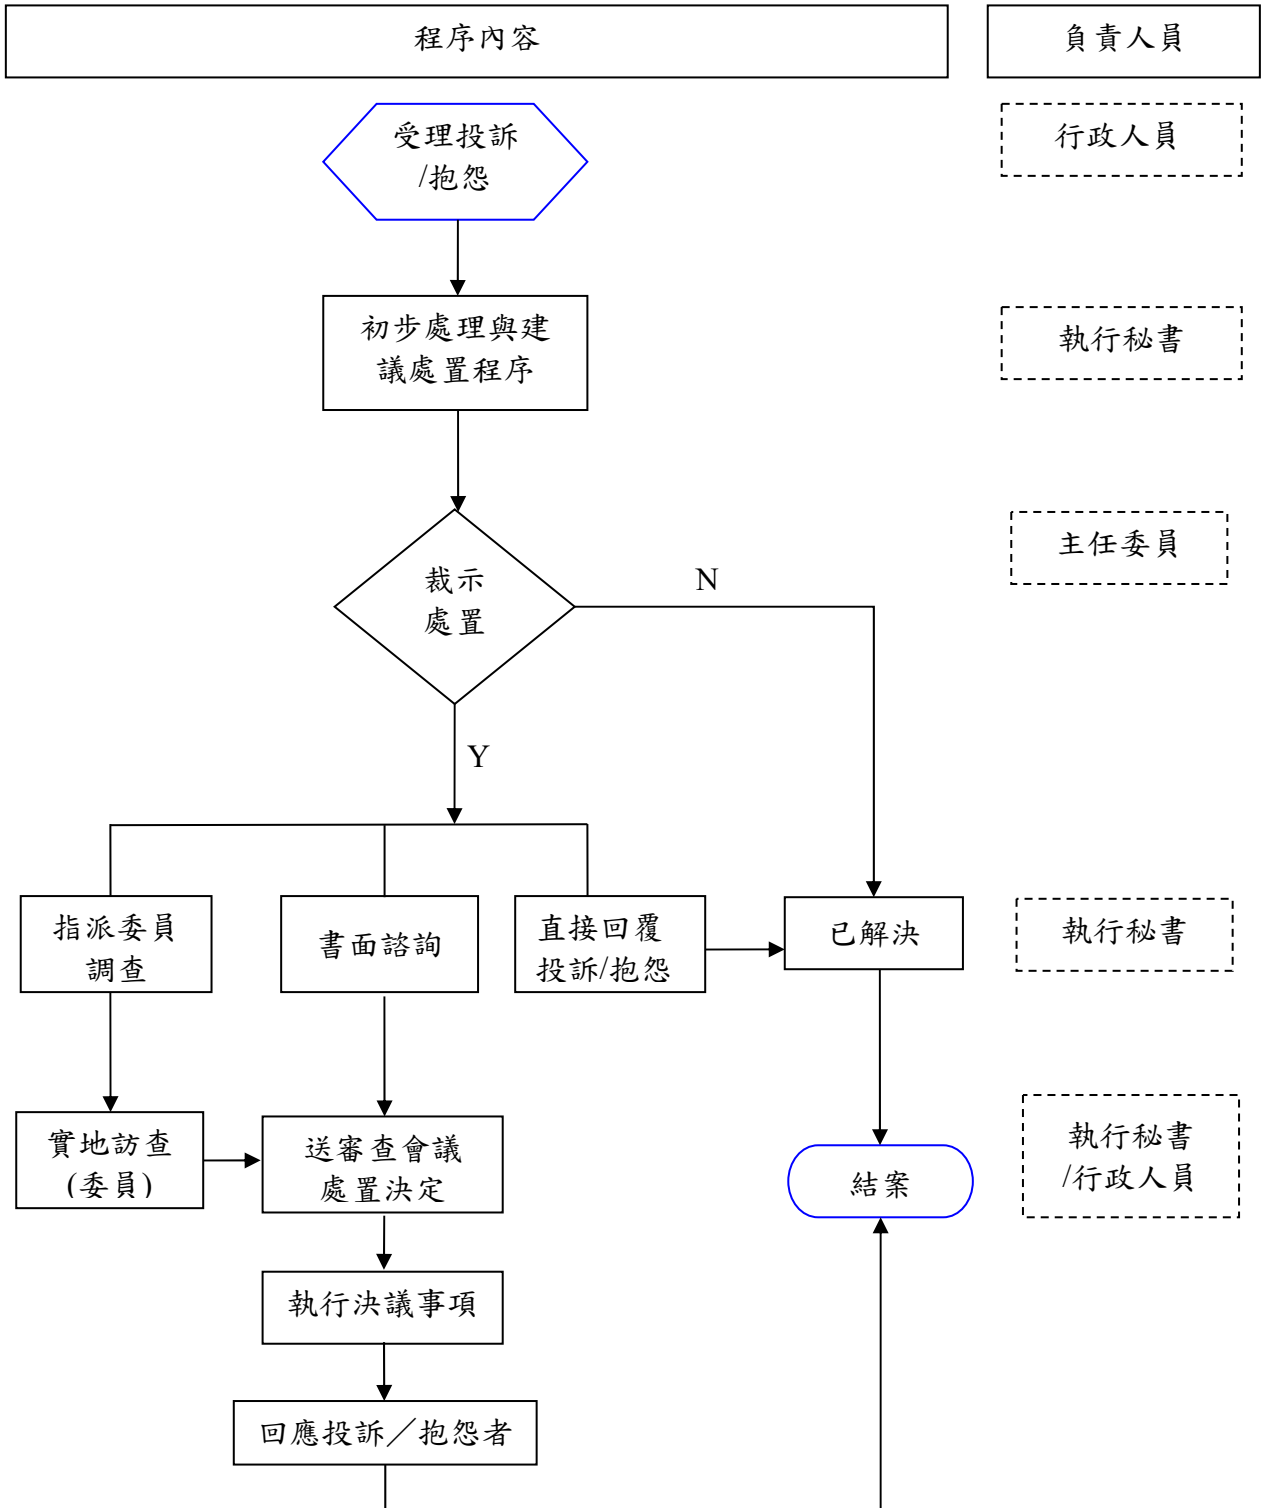 程序內容
負責人員
受理投訴
/抱怨
行政人員
初步處理與建
議處置程序
執行秘書
主任委員
裁示
處置
N
Y
指派委員
調查
書面諮詢
直接回覆
投訴/抱怨
已解決
執行秘書
實地訪查
(委員)
送審查會議
處置決定
結案
執行秘書
/行政人員
執行決議事項
回應投訴／抱怨者